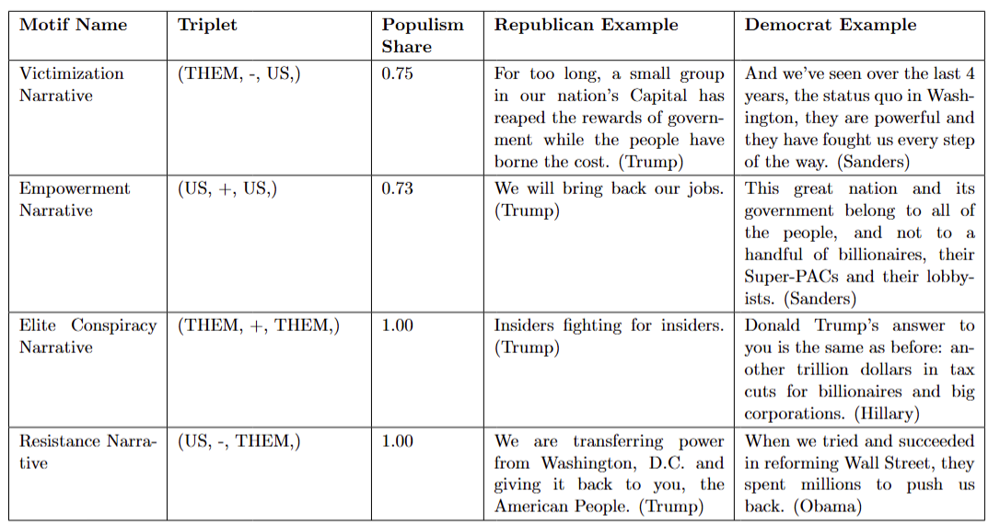 Motif Name Triplet Populism Republican Example Democrat Example
Share
Victimization (THEM, -, US,) 0.75 For too long, a small group And we've seen over the last 4
Narrative in our nation's Capital has years, the status quo in Wash-
reaped the rewards of govern- ington, they are powerful and
ment while the people have they have fought us every step
borne the cost. (Trump) of the way. (Sanders)
Empowerment (US, +, US,) 0.73 We will bring back our jobs. This great nation and its
Narrative (Trump) government belong to all of
the people, and not to a
handful of billionaires, their
Super-PACs and their lobby-
ists. (Sanders)
Elite Conspiracy (THEM, +, THEM,) 1.00 Insiders fighting for insiders. Donald Trump's answer to
Narrative (Trump) you is the same as before: an-
other trillion dollars in tax
cuts for billionaires and big
corporations. (Hillary)
Resistance Narra- (US, -, THEM,) 1.00 We are transferring power When we tried and succeeded
tive from Washington, D.C. and in reforming Wall Street, they
giving it back to you, the spent millions to push us
American People. (Trump) back. (Obama)